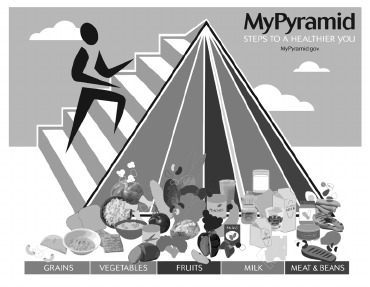 MyPyramid
STEPS TO A HEALTHIER YOU
MyPyramid.gov
GRAINS
VEGETABLES
FRUITS
MILK
MEAT & BEANS